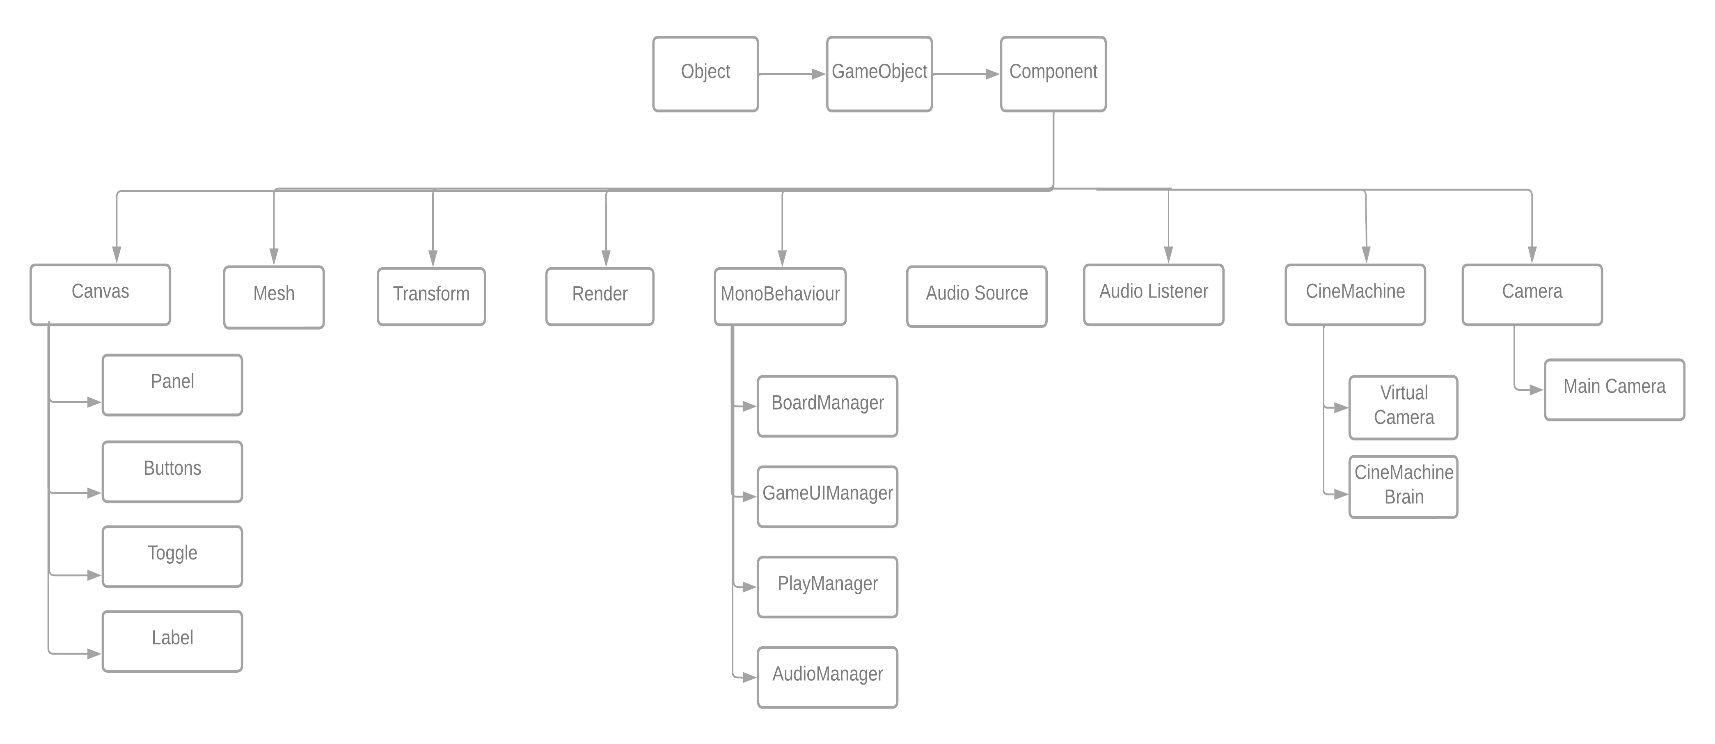 Object
GameObject
Component
Canvas
Mesh
Transform
Render
MonoBehaviour
Audio Source
Audio Listener
CineMachine
Camera
Panel
Buttons
Toggle
Label
BoardManager
GameUIManager
PlayManager
AudioManager
Virtual
Camera
CineMachine
Brain
Main Camera